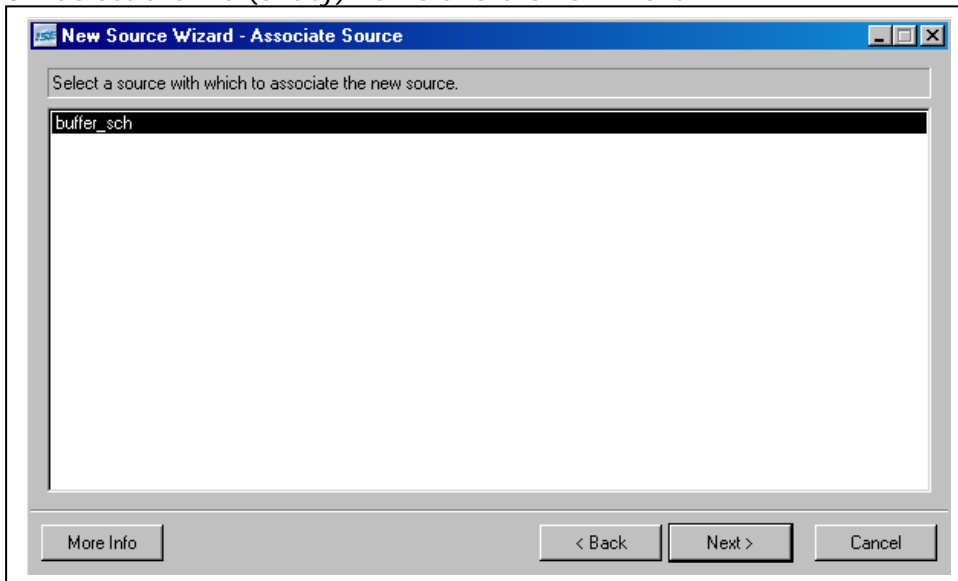 ISE New Source Wizard - Associate Source
Select a source with which to associate the new source.
buffer_sch
More Info
< Back
Next >
Cancel